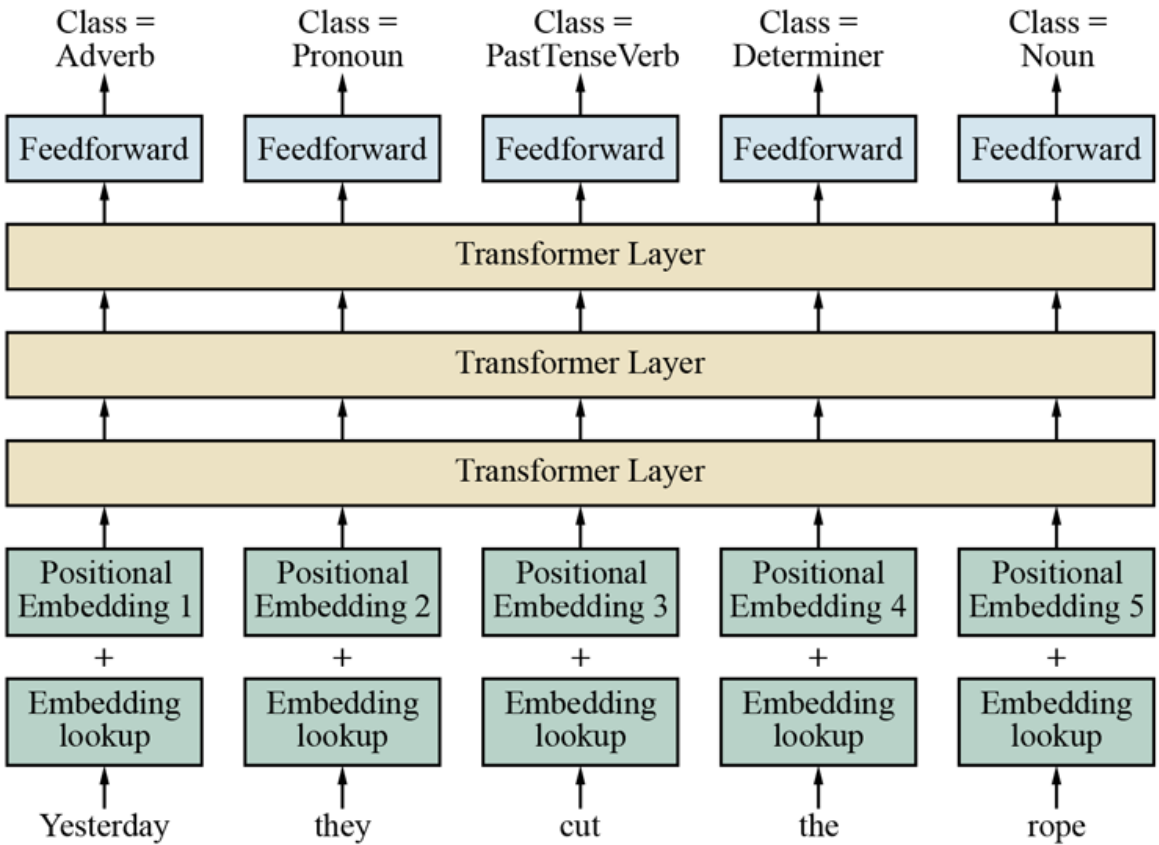 Class = Class = Class = Class = Class =
Adverb Pronoun PastTenseVerb Determiner Noun
Feedforward Feedforward Feedforward Feedforward Feedforward
Transformer Layer
Transformer Layer
Transformer Layer
Positional Positional Positional Positional Positional
Embedding 1 Embedding 2 Embedding 3 Embedding 4 Embedding 5
+ + + + +
Embedding Embedding Embedding Embedding Embedding
lookup lookup lookup lookup lookup
Yesterday they cut the rope